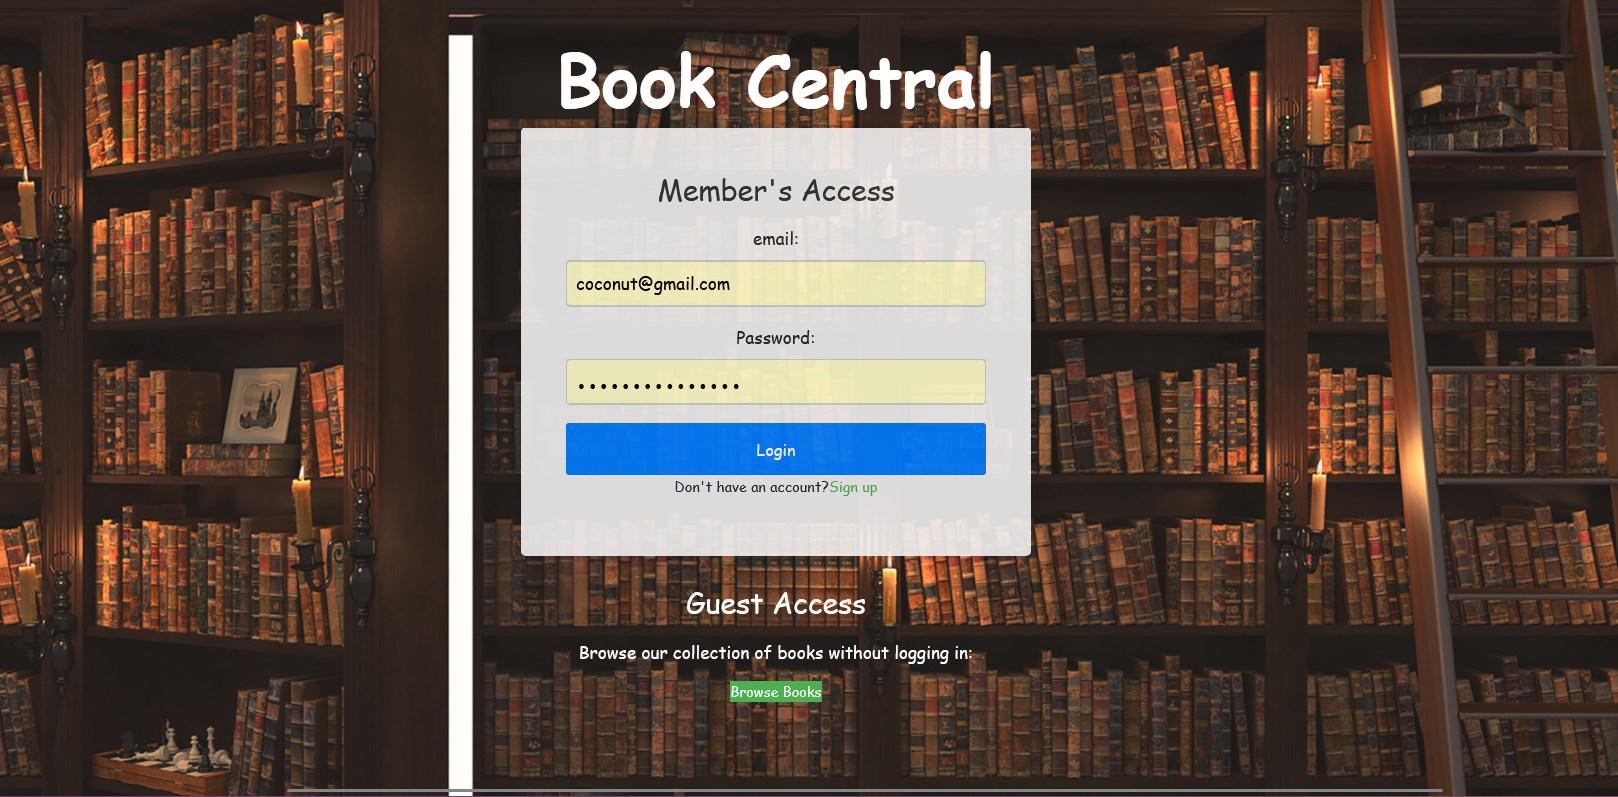 Book Central
Member's Access
email:
coconut@gmail.com
Password:
•••••••••••••••
Login
Don't have an account?Sign up
Guest Access
Browse our collection of books without logging in:
Browse Books